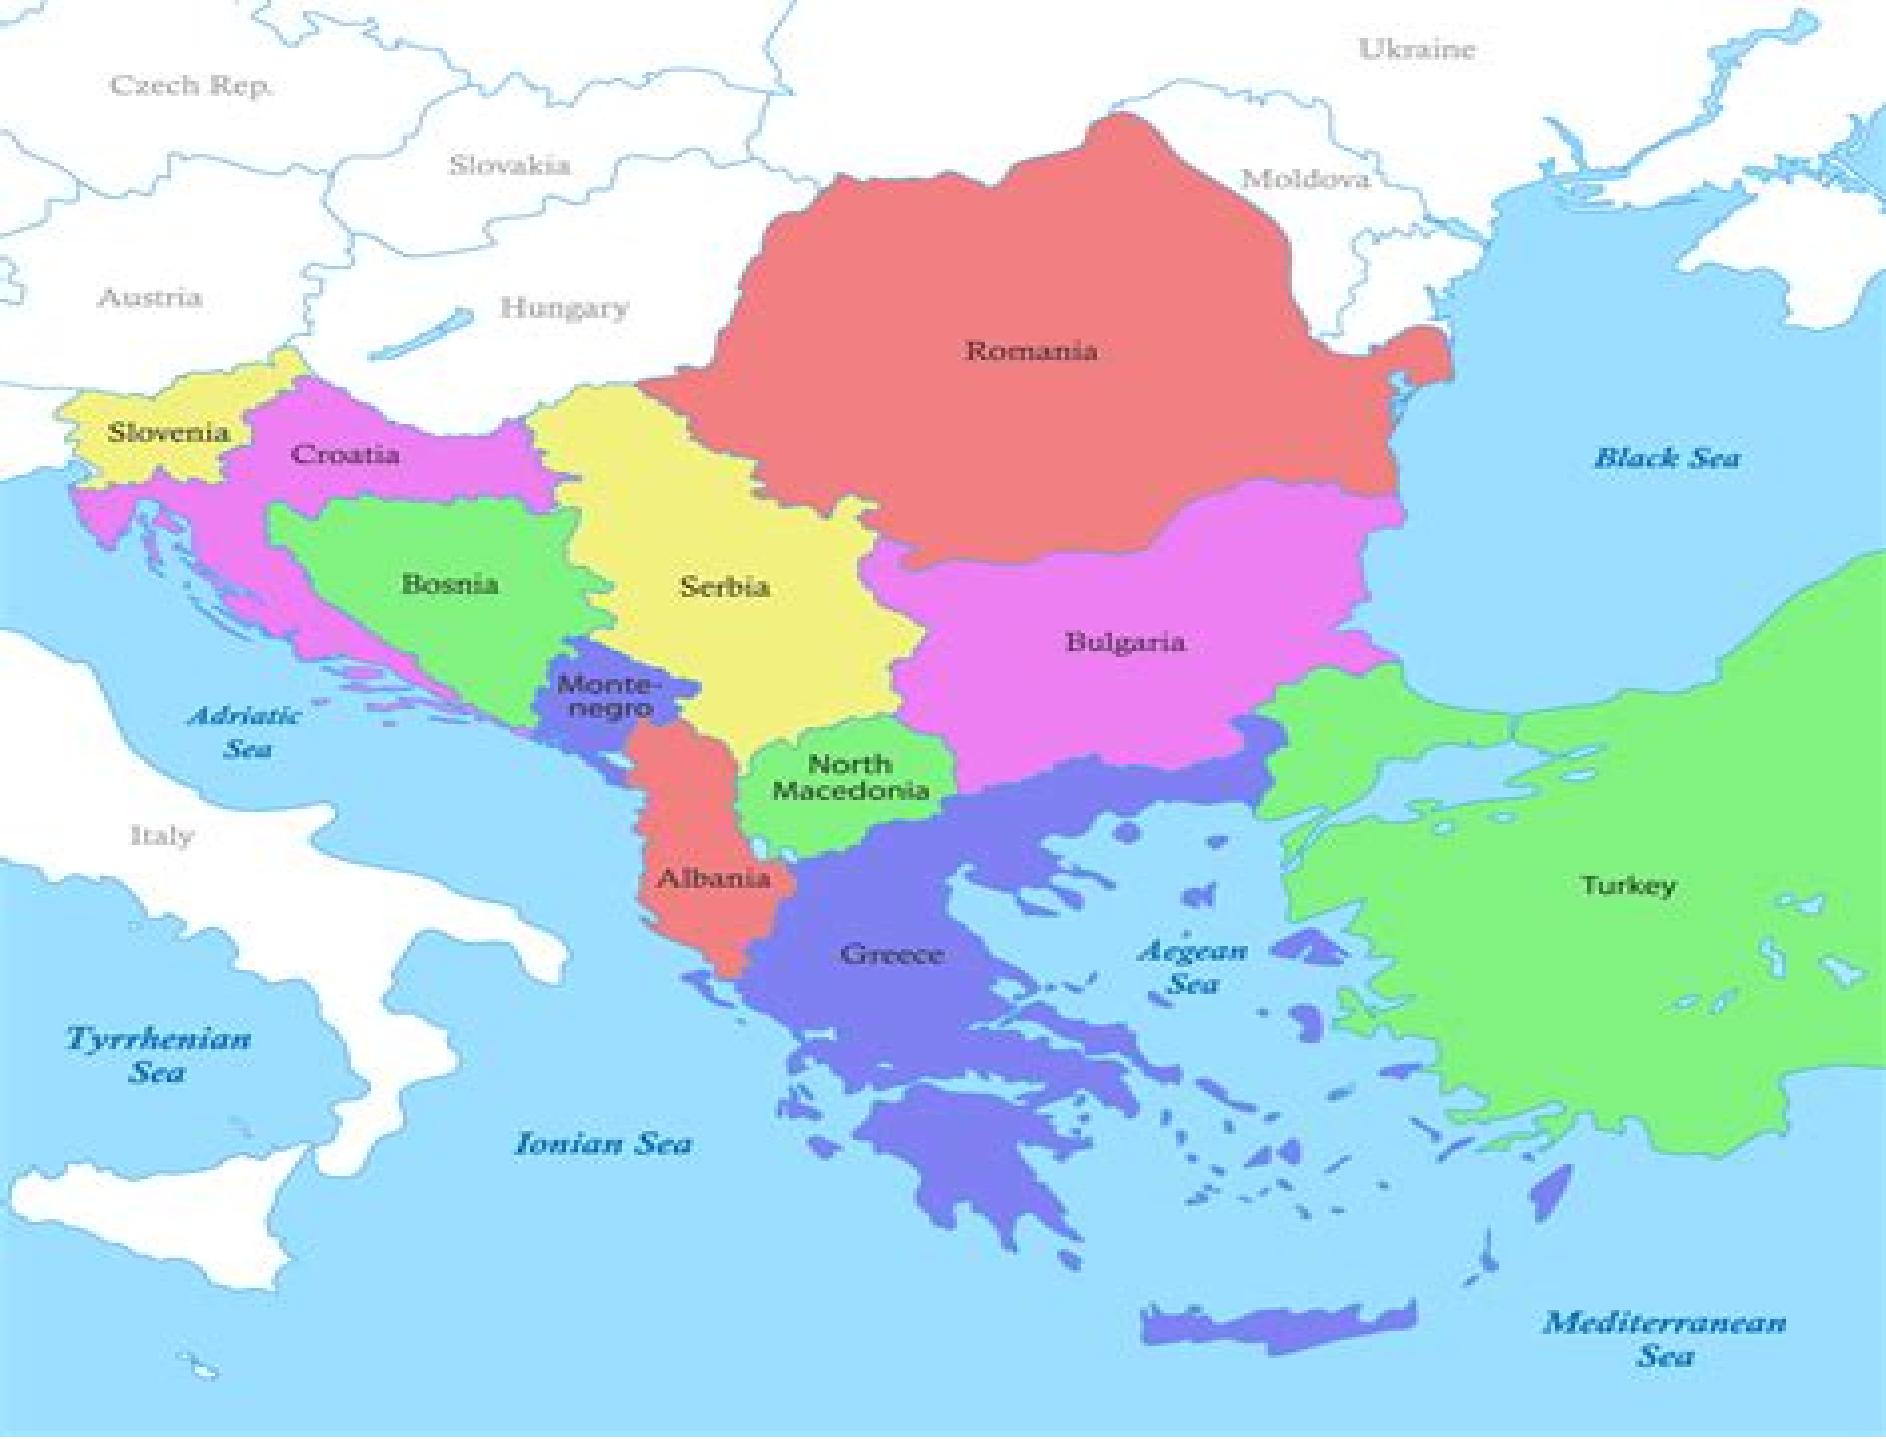 Ukraine
Czech Rep.
Slovakia
Moldova
Austria
Hungary
Romania
Slovenia
Croatia
Black Sea
Bosnia
Serbia
Bulgaria
Monte-
negro
Adriatic
Sea
North
Macedonia
Italy
Albania
Turkey
Greece
Aegean
Sea
Tyrrhenian
Sea
Ionian Sea
Mediterranean
Sea